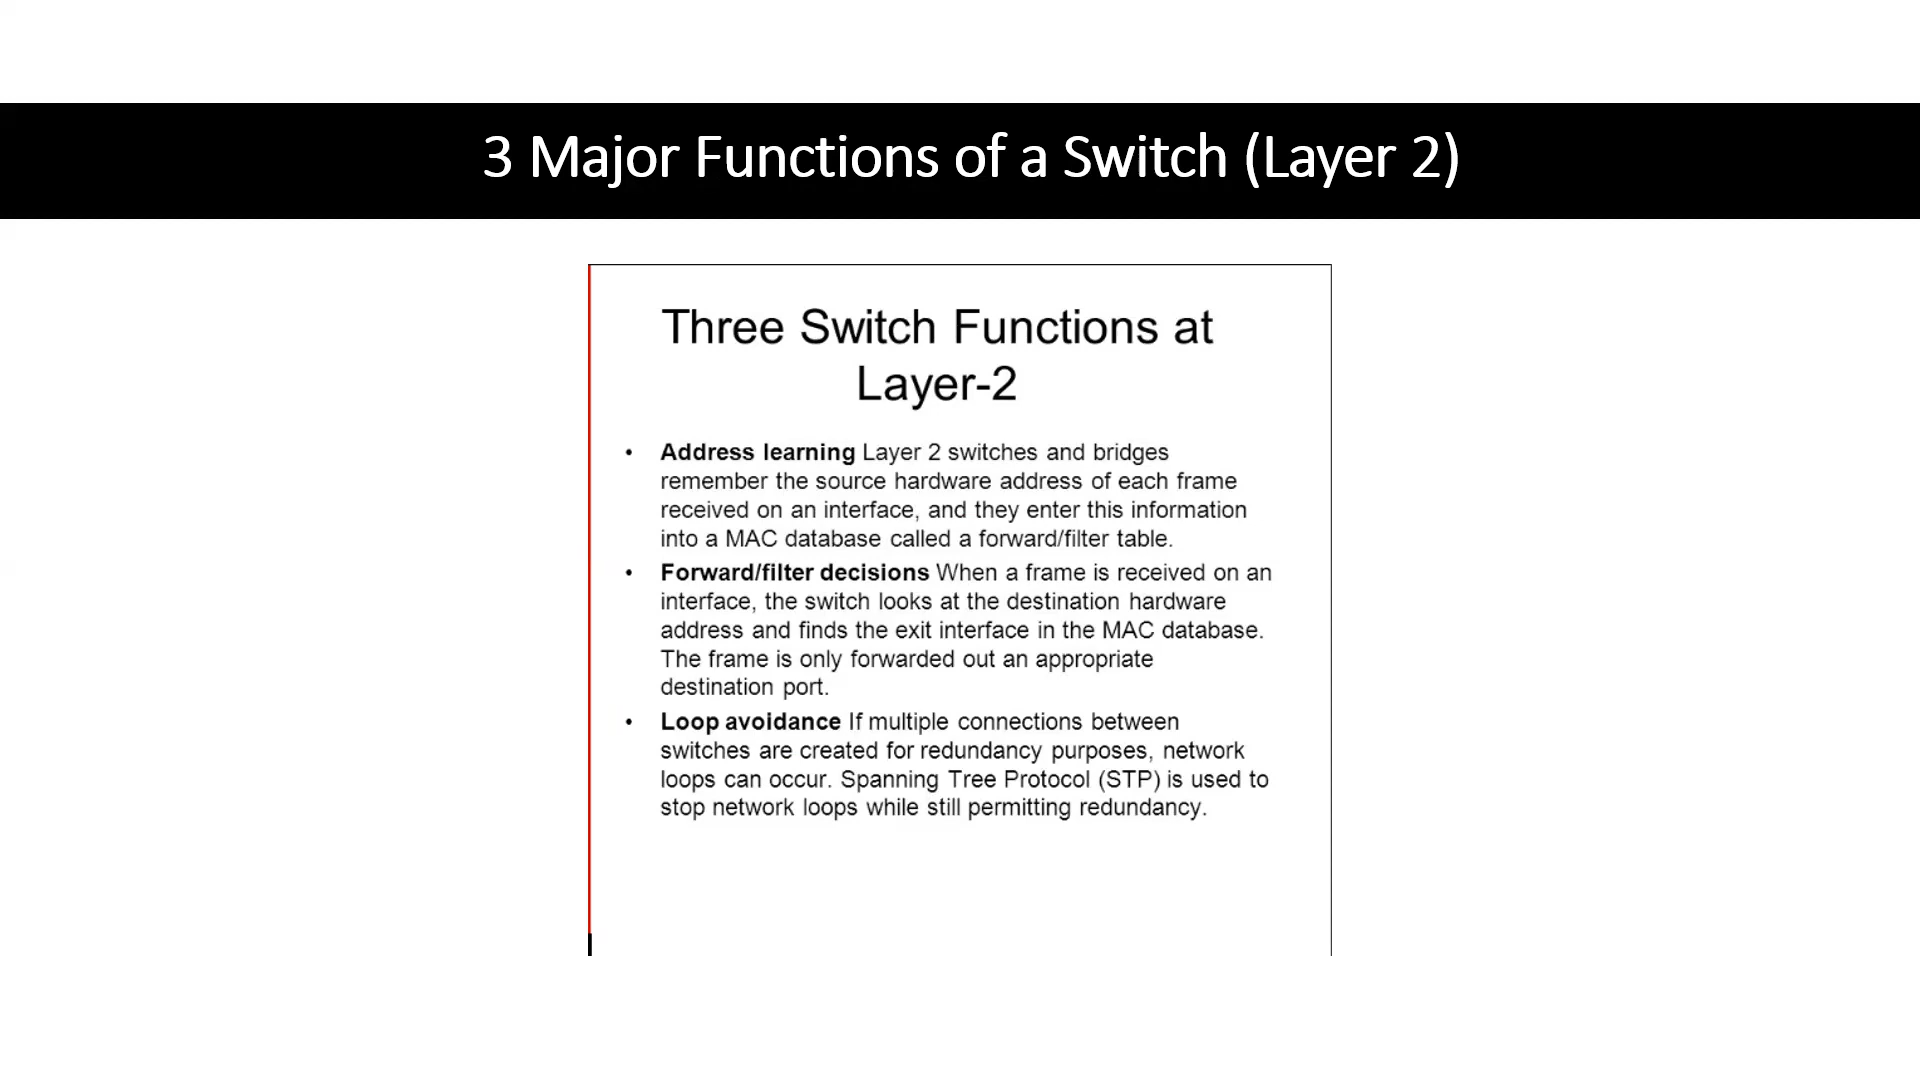 3 Major Functions of a Switch (Layer 2)
Three Switch Functions at
Layer-2
• Address learning Layer 2 switches and bridges
remember the source hardware address of each frame
received on an interface, and they enter this information
into a MAC database called a forward/filter table.
• Forward/filter decisions When a frame is received on an
interface, the switch looks at the destination hardware
address and finds the exit interface in the MAC database.
The frame is only forwarded out an appropriate
destination port.
• Loop avoidance If multiple connections between
switches are created for redundancy purposes, network
loops can occur. Spanning Tree Protocol (STP) is used to
stop network loops while still permitting redundancy.